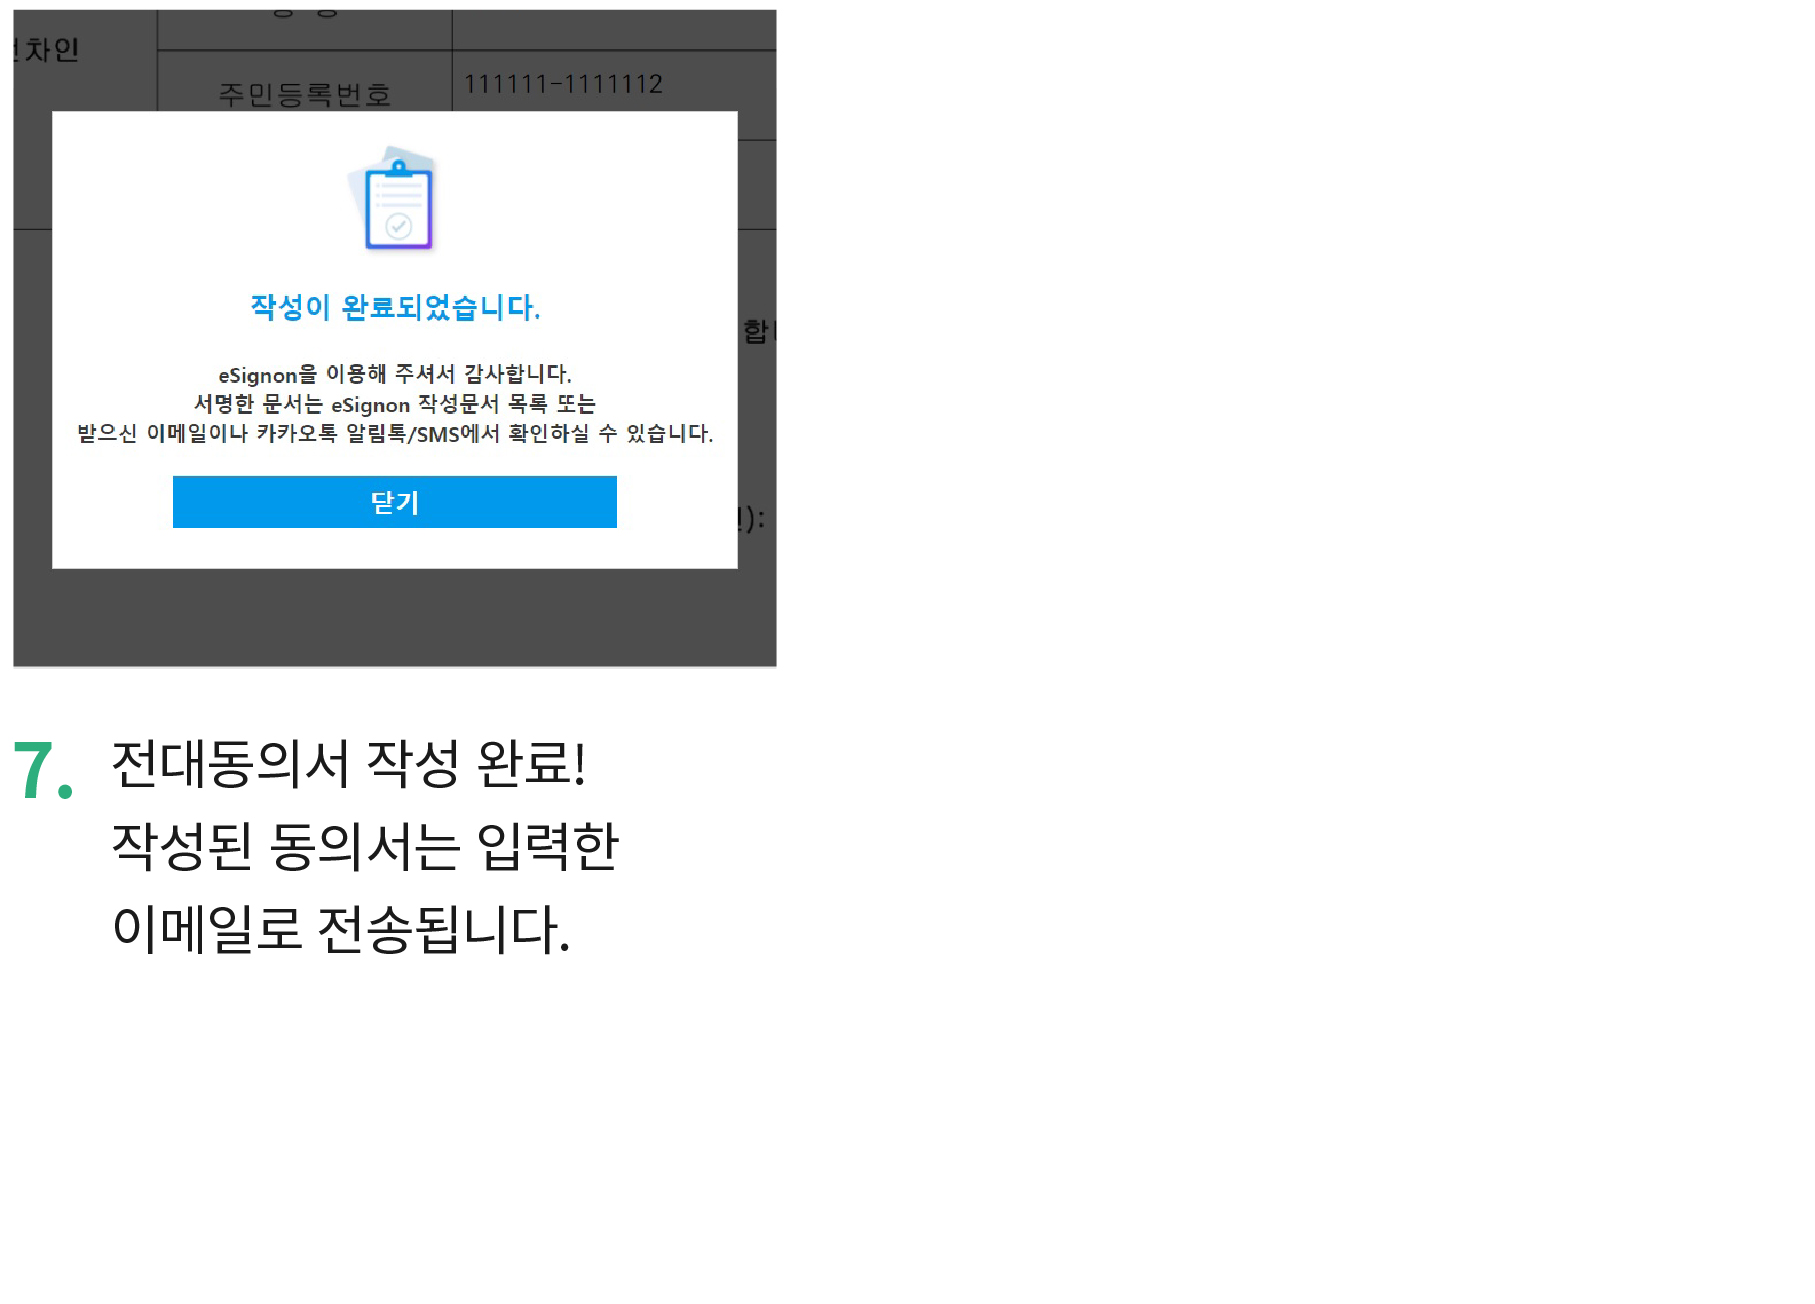 차인
주민등록번호
111111-1111112
작성이 완료되었습니다.
eSignon을 이용해 주셔서 감사합니다.
서명한 문서는 eSignon 작성문서 목록 또는
받으신 이메일이나 카카오톡 알림톡/SMS에서 확인하실 수 있습니다.
닫기
합
):
7. 전대동의서 작성 완료!
작성된 동의서는 입력한
이메일로 전송됩니다.